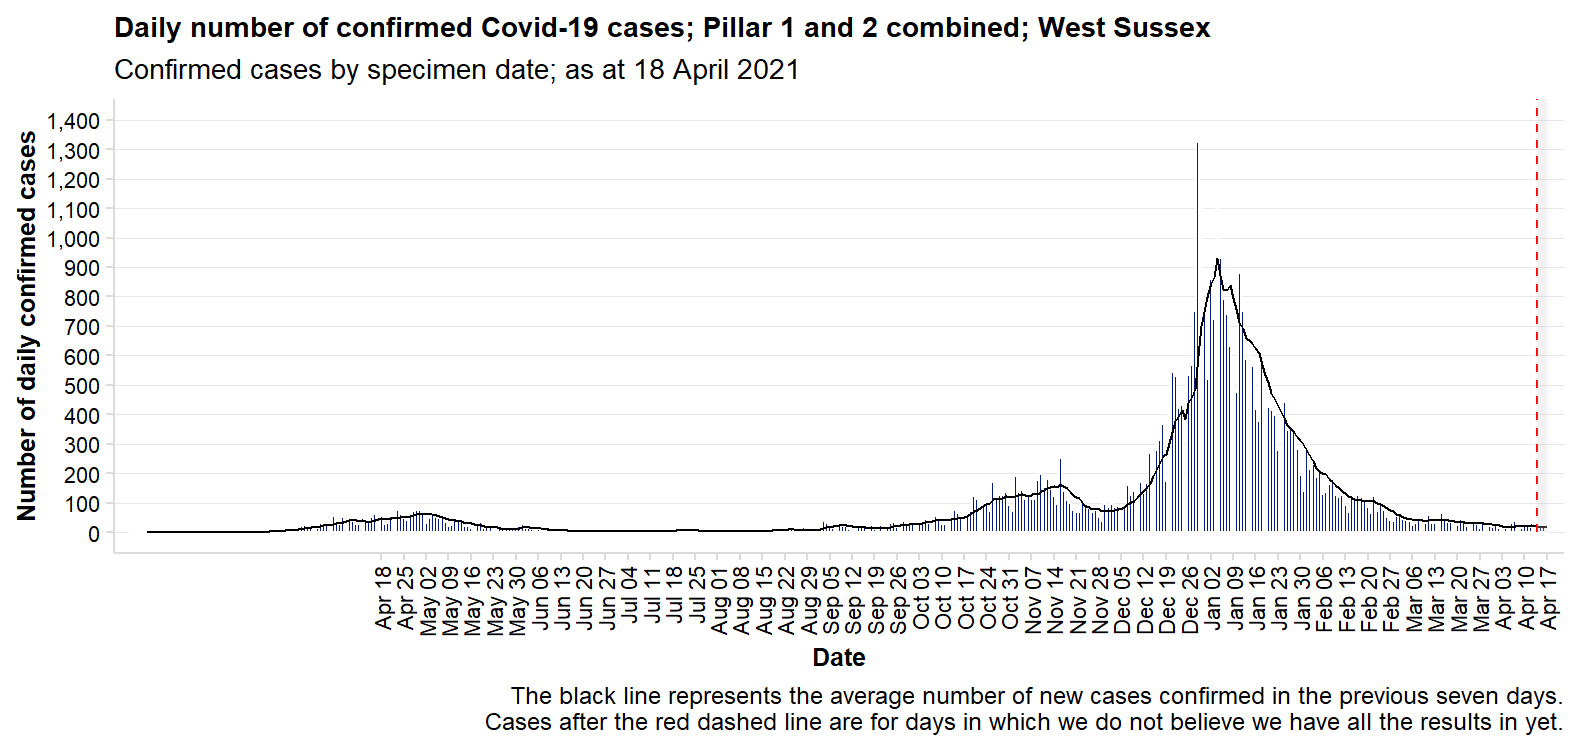 Daily number of confirmed Covid-19 cases; Pillar 1 and 2 combined; West Sussex
Confirmed cases by specimen date; as at 18 April 2021
Number of daily confirmed cases
1,400
1,300
1,200
1,100
1,000
900
800
700
600
500
400
300
200
100
0
Apr 18
Apr 25
May 02
May 09
May 16
May 23
May 30
Jun 06
Jun 13
Jun 20
Jun 27
Jul 04
Jul 11
Jul 18
Jul 25
Aug 01
Aug 08
Aug 15
Aug 22
Aug 29
Sep 05
Sep 12
Sep 19
Sep 26
Oct 03
Oct 10
Oct 17
Oct 24
Oct 31
Nov 07
Nov 14
Nov 21
Nov 28
Dec 05
Dec 12
Dec 19
Dec 26
Jan 02
Jan 09
Jan 16
Jan 23
Jan 30
Feb 06
Feb 13
Feb 20
Feb 27
Mar 06
Mar 13
Mar 20
Mar 27
Apr 03
Apr 10
Apr 17
Date
The black line represents the average number of new cases confirmed in the previous seven days.
Cases after the red dashed line are for days in which we do not believe we have all the results in yet.